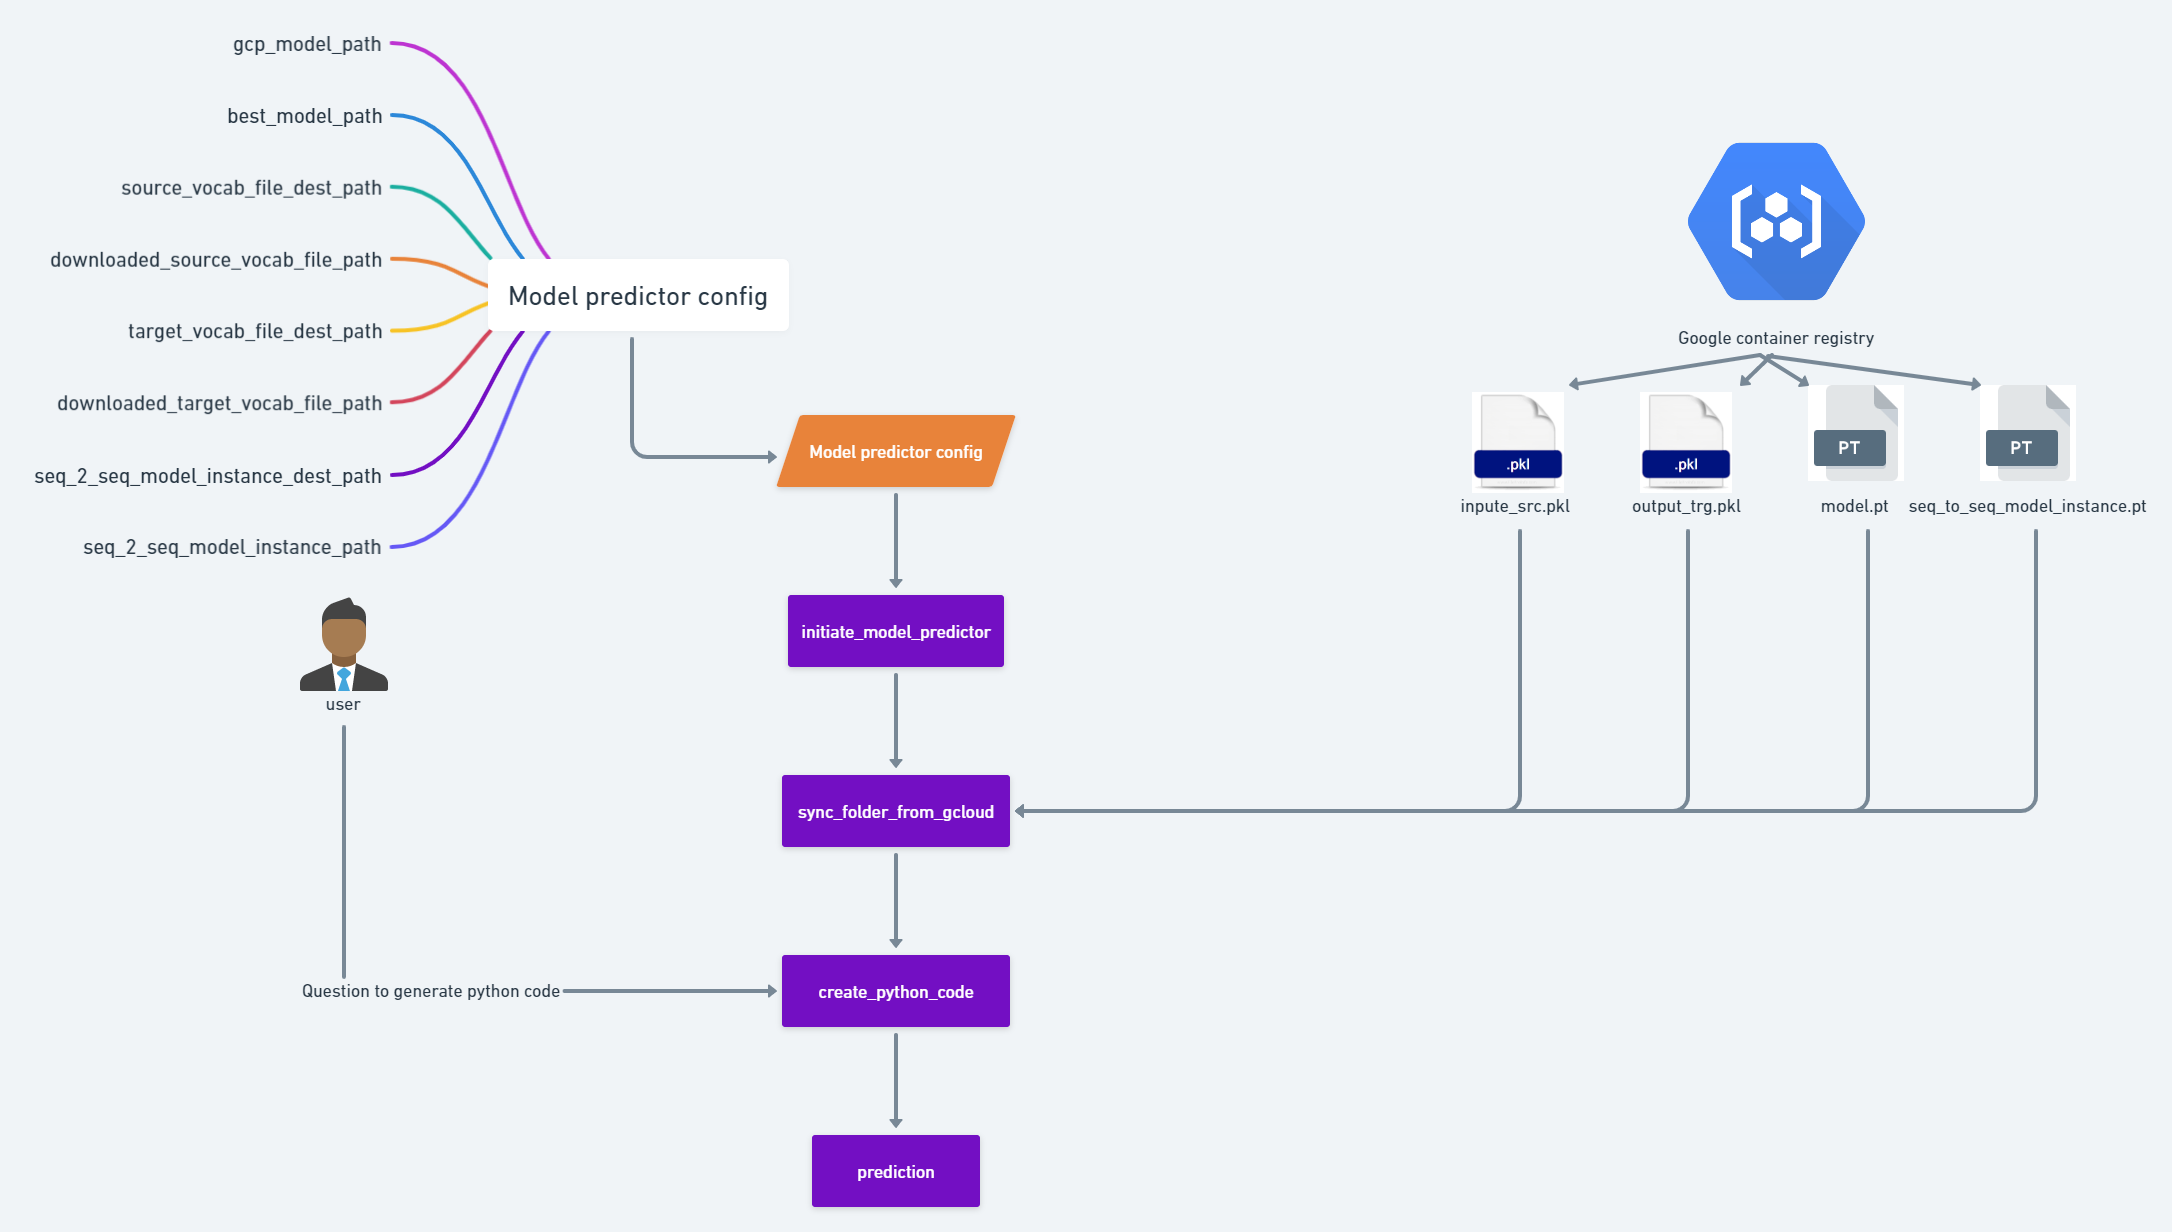 gcp_model_path
best_model_path
source_vocab_file_dest_path
downloaded_source_vocab_file_path
target_vocab_file_dest_path
downloaded_target_vocab_file_path
seq_2_seq_model_instance_dest_path
seq_2_seq_model_instance_path
Model predictor config
Model predictor config
initiate_model_predictor
sync_folder_from_gcloud
create_python_code
prediction
user
Question to generate python code
Google container registry
.pkl
inpute_src.pkl
.pkl
output_trg.pkl
PT
model.pt
PT
seq_to_seq_model_instance.pt